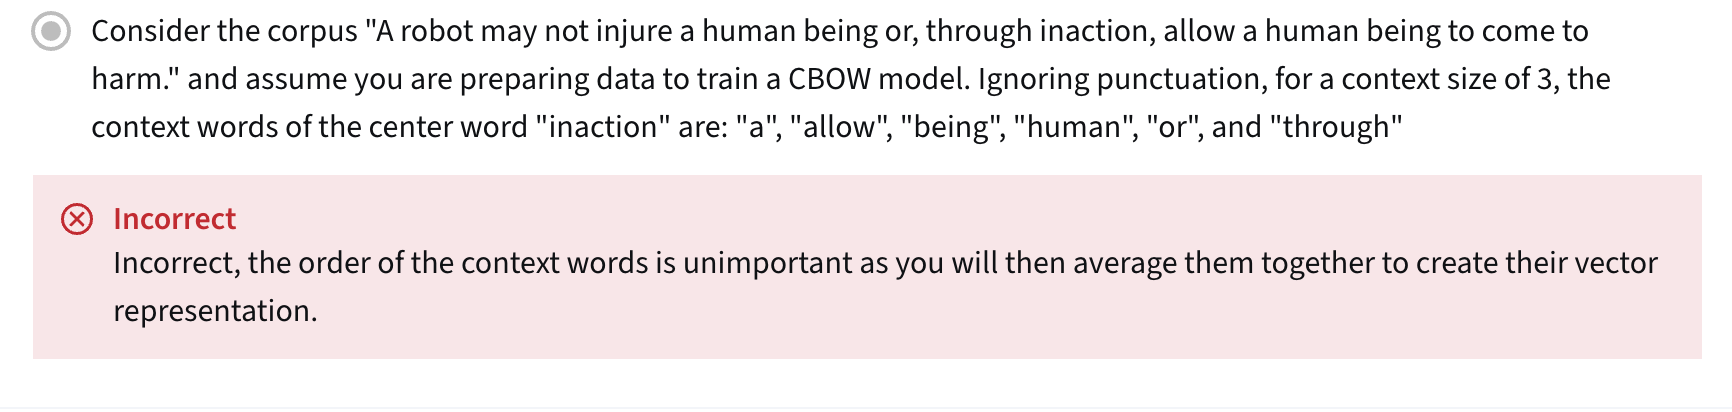 Consider the corpus "A robot may not injure a human being or, through inaction, allow a human being to come to
harm." and assume you are preparing data to train a CBOW model. Ignoring punctuation, for a context size of 3, the
context words of the center word "inaction" are: "a", "allow", "being", "human", "or", and "through"
Incorrect
Incorrect, the order of the context words is unimportant as you will then average them together to create their vector
representation.